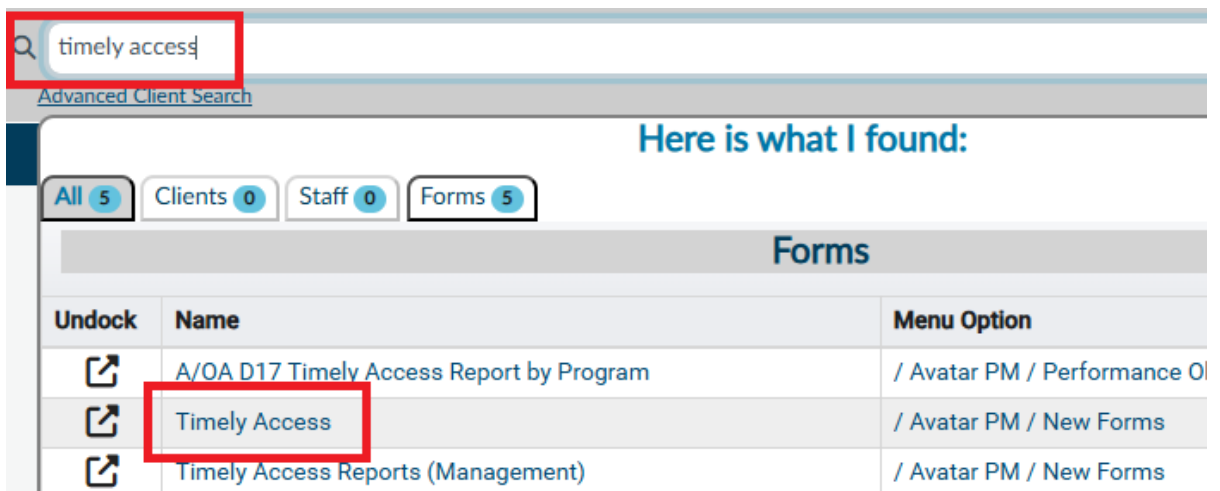 timely access
Advanced Client Search
Here is what I found:
All 5 Clients 0 Staff 0 Forms 5
Forms
Undock Name Menu Option
A/OA D17 Timely Access Report by Program / Avatar PM / Performance
Timely Access / Avatar PM / New Forms
Timely Access Reports (Management) / Avatar PM / New Forms